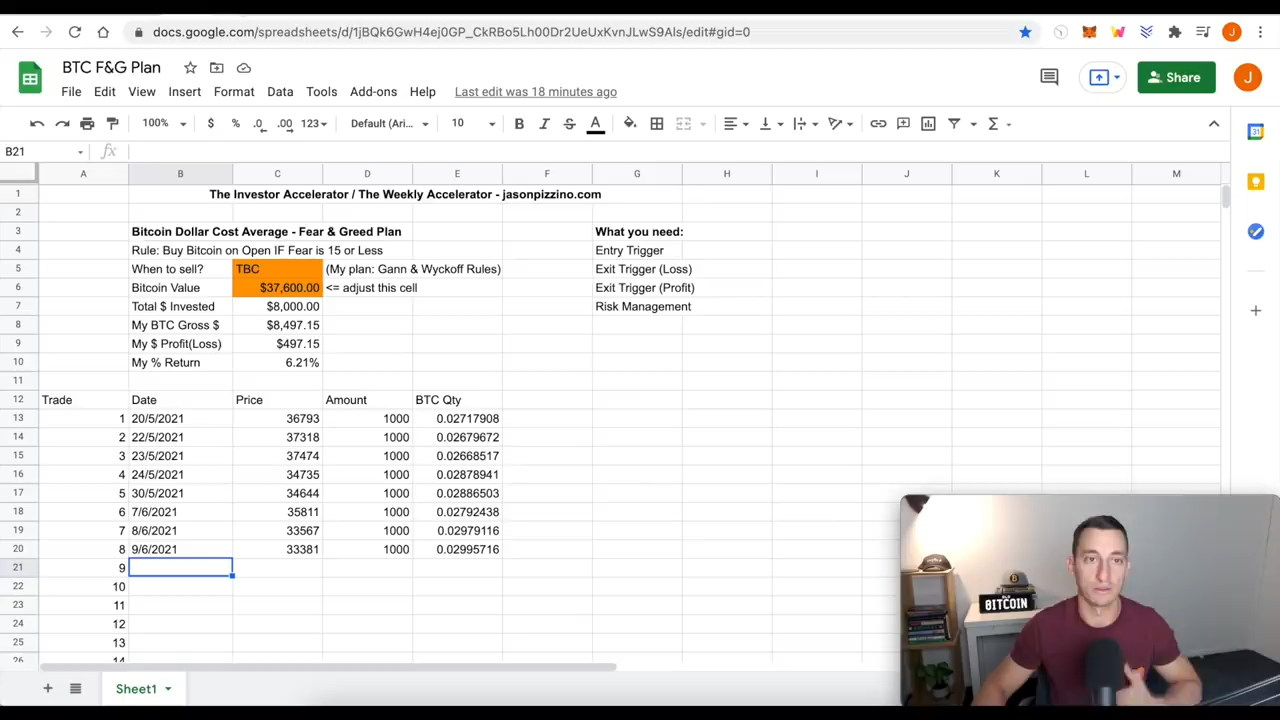 docs.google.com/spreadsheets/d/1jBQk6GwH4ej0GP_CkRBo5Lh00Dr2UeUxKvnJLwS9AIs/edit#gid=0
BTC F&G Plan
File Edit View Insert Format Data Tools Add-ons Help Last edit was 18 minutes ago
Share
J
100% $ % .0 .00 123 Default (Ari... 10 B I S A
B21 fx
A B C D E F G H I J K L M
1 The Investor Accelerator / The Weekly Accelerator - jasonpizzino.com
2
3 Bitcoin Dollar Cost Average - Fear & Greed Plan What you need:
4 Rule: Buy Bitcoin on Open IF Fear is 15 or Less Entry Trigger
5 When to sell? TBC (My plan: Gann & Wyckoff Rules) Exit Trigger (Loss)
6 Bitcoin Value $37,600.00 <= adjust this cell Exit Trigger (Profit)
7 Total $ Invested $8,000.00 Risk Management
8 My BTC Gross $ $8,497.15
9 My $ Profit(Loss) $497.15
10 My % Return 6.21%
11
12 Trade Date Price Amount BTC Qty
13 1 20/5/2021 36793 1000 0.02717908
14 2 22/5/2021 37318 1000 0.02679672
15 3 23/5/2021 37474 1000 0.02668517
16 4 24/5/2021 34735 1000 0.02878941
17 5 30/5/2021 34644 1000 0.02886503
18 6 7/6/2021 35811 1000 0.02792438
19 7 8/6/2021 33567 1000 0.02979116
20 8 9/6/2021 33381 1000 0.02995716
21 9
22 10
23 11
24 12
25 13
26 14
BITCOIN
Sheet1